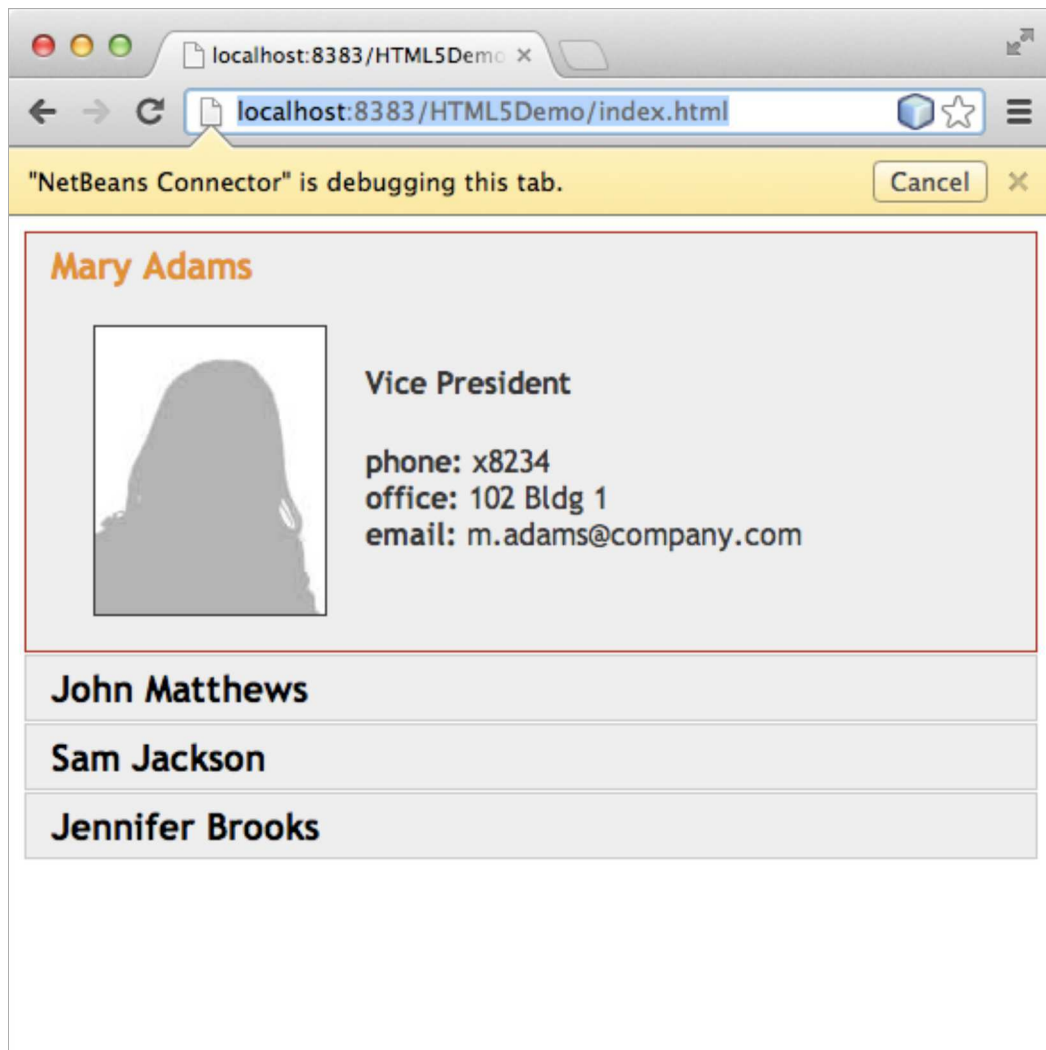 localhost:8383/HTML5Demo
localhost:8383/HTML5Demo/index.html
"NetBeans Connector" is debugging this tab.
Cancel
Mary Adams
Vice President
phone: x8234
office: 102 Bldg 1
email: m.adams@company.com
John Matthews
Sam Jackson
Jennifer Brooks